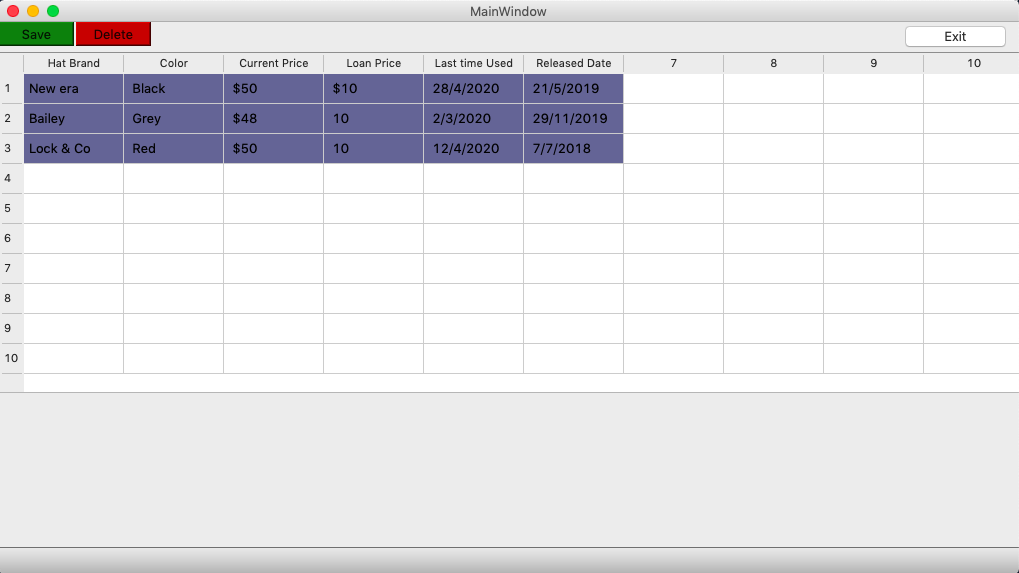 MainWindow
Save Delete Exit
Hat Brand Color Current Price Loan Price Last time Used Released Date 7 8 9 10
1 New era Black $50 $10 28/4/2020 21/5/2019
2 Bailey Grey $48 10 2/3/2020 29/11/2019
3 Lock & Co Red $50 10 12/4/2020 7/7/2018
4
5
6
7
8
9
10